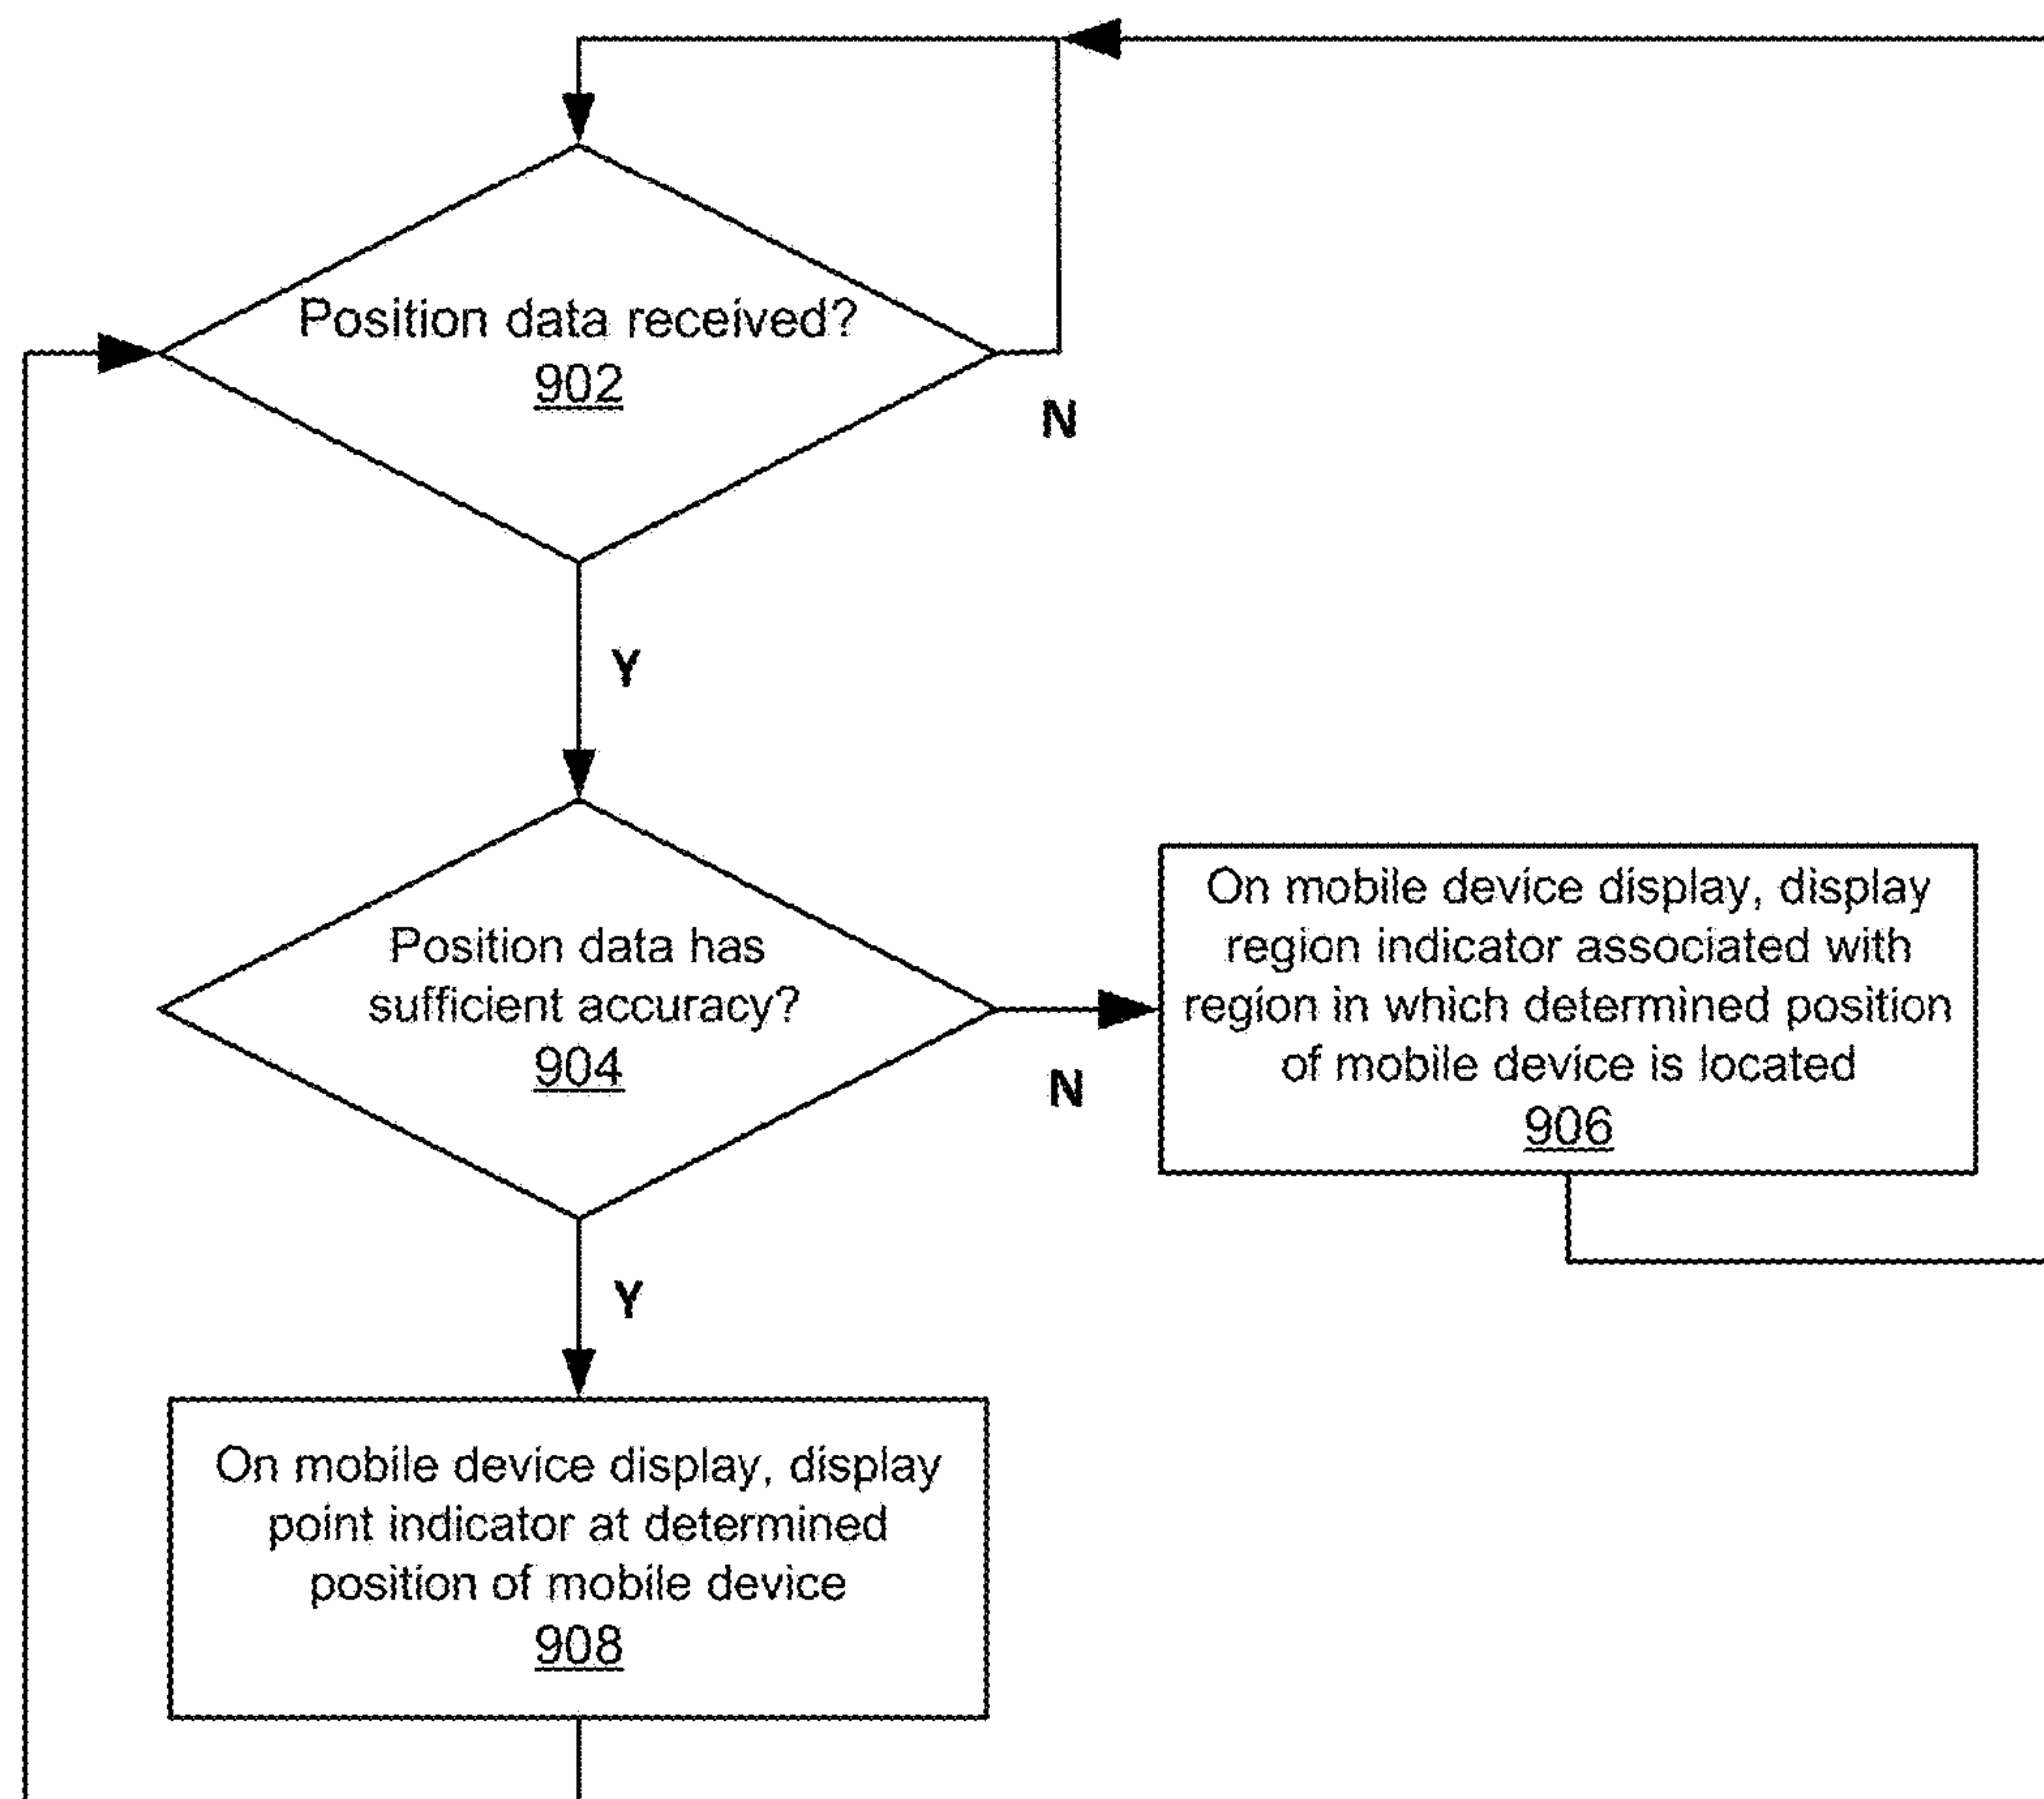 Position data received?
902
N
Y
Position data has
sufficient accuracy?
904
N
On mobile device display, display
region indicator associated with
region in which determined position
of mobile device is located
906
Y
On mobile device display, display
point indicator at determined
position of mobile device
908